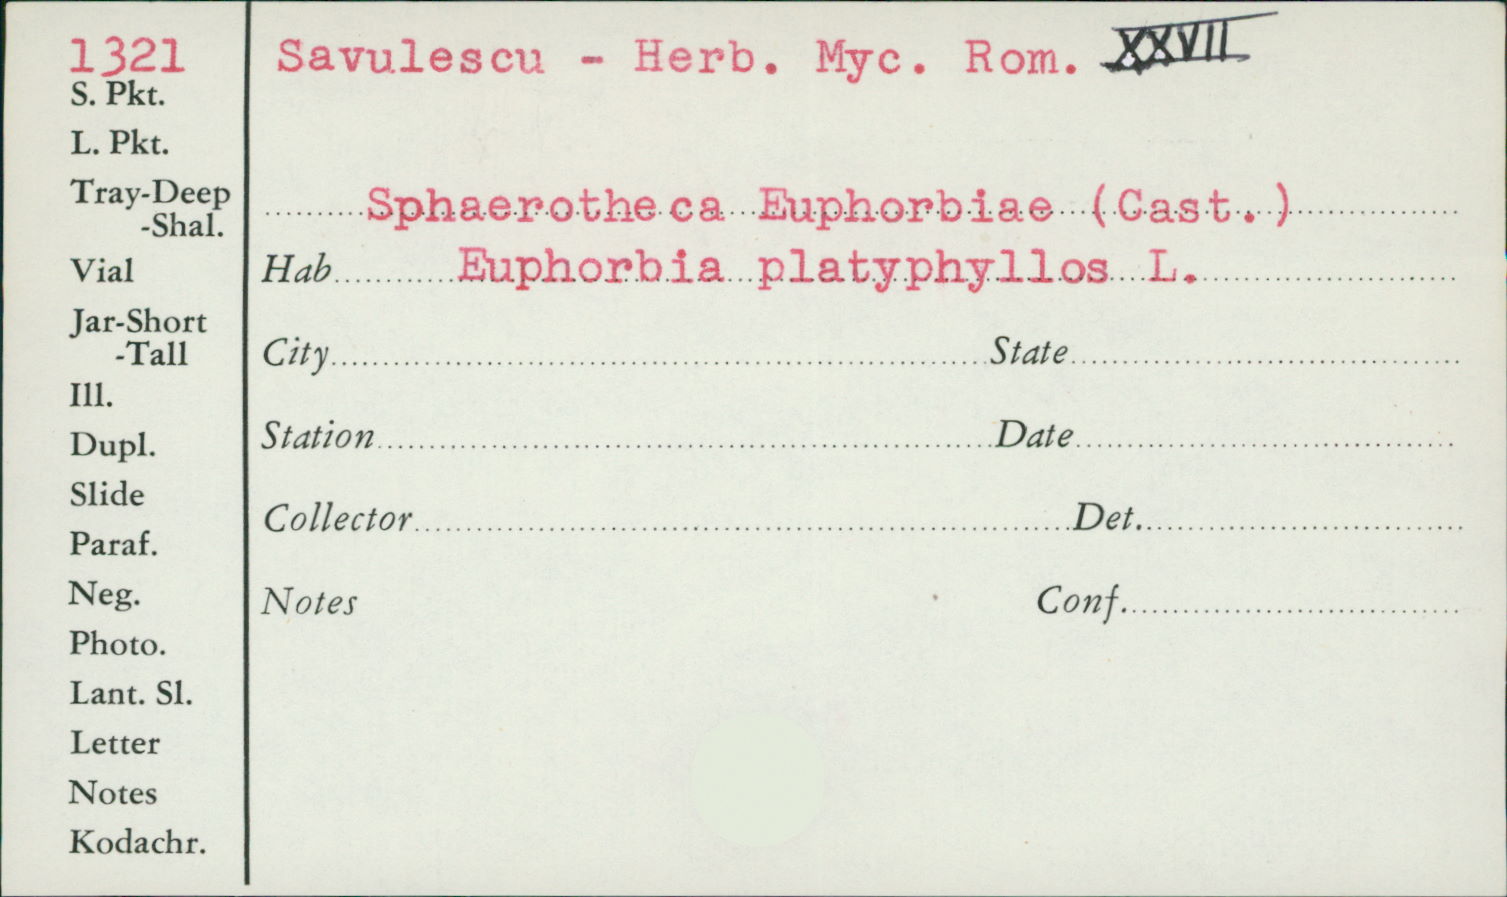 1321
Savulescu - Herb. Myc. Rom. XXVII
S. Pkt.
L. Pkt.
Tray-Deep
-Shal.
Vial
Jar-Short
-Tall
Ill.
Dupl.
Slide
Paraf.
Neg.
Photo.
Lant. Sl.
Letter
Notes
Kodachr.
Sphaerotheca Euphorbiae (Cast.)
Hab Euphorbia platyphyllos L.
City State
Station Date
Collector Det.
Notes Conf.